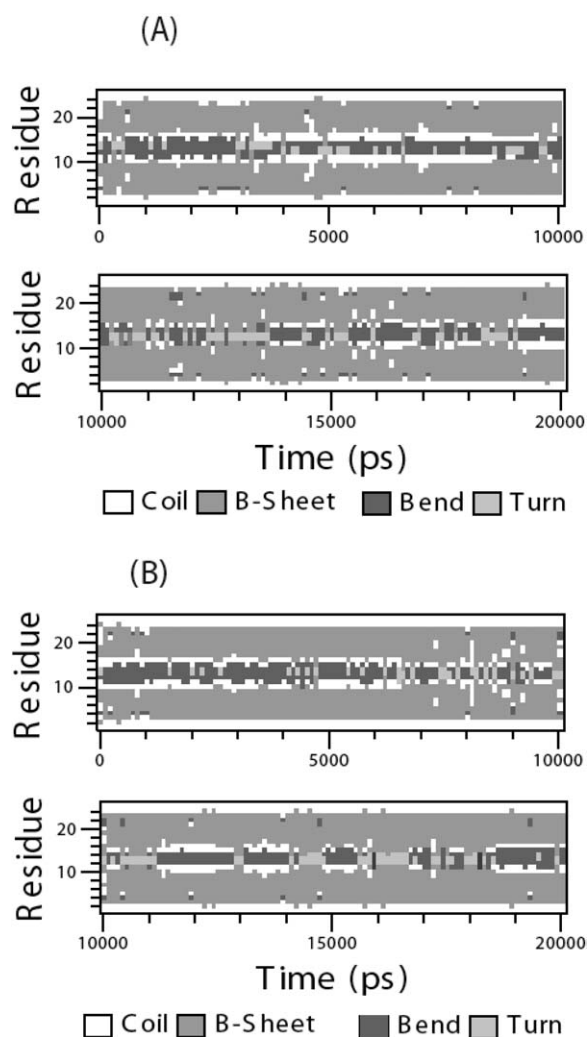 (A)
Residue
20
10
0 5000 10000
Residue
20
10
10000 15000 20000
Time (ps)
Coil B-Sheet Bend Turn
(B)
Residue
20
10
0 5000 10000
Residue
20
10
10000 15000 20000
Time (ps)
Coil B-Sheet Bend Turn